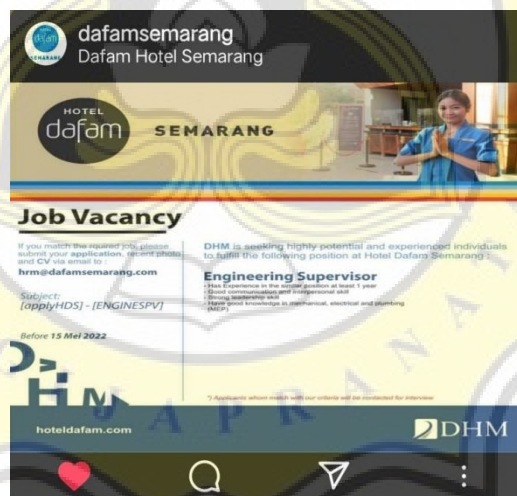 dafamsemarang
Dafam Hotel Semarang
HOTEL
dafam
SEMARANG
Job Vacancy
If you match the rquired job, please
submit your application, recent photo
and CV via email to :
hrm@dafamsemarang.com
Subject:
[applyHDS] - [ENGINESPV]
Before 15 Mei 2022
DHM is seeking highly potential and experienced individuals
to fulfill the following position at Hotel Dafam Semarang :
Engineering Supervisor
- Has Experience in the similar position at least 1 year
- Good communication and interpersonal skill
- Strong leadership skill
- Have good knowledge in mechanical, electrical and plumbing
(MEP)
*) Applicants whom match with our criteria will be contacted for interview
DHM
JAPRANA
hoteldafam.com
DHM